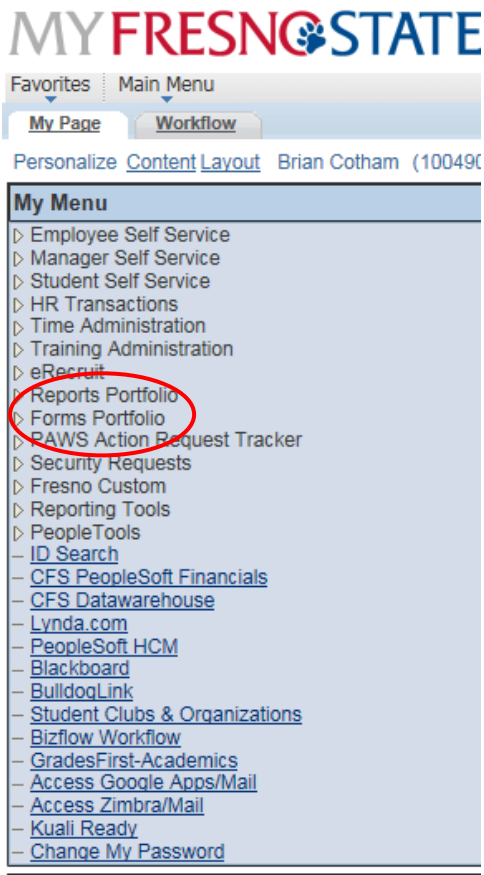 MY FRESNO STATE
Favorites Main Menu
My Page Workflow
Personalize Content Layout Brian Cotham (100490
My Menu
Employee Self Service
Manager Self Service
Student Self Service
HR Transactions
Time Administration
Training Administration
eRecruit
Reports Portfolio
Forms Portfolio
PAWS Action Request Tracker
Security Requests
Fresno Custom
Reporting Tools
PeopleTools
– ID Search
– CFS PeopleSoft Financials
– CFS Datawarehouse
– Lynda.com
– PeopleSoft HCM
– Blackboard
– BulldogLink
– Student Clubs & Organizations
– Bizflow Workflow
– GradesFirst-Academics
– Access Google Apps/Mail
– Access Zimbra/Mail
– Kuali Ready
– Change My Password